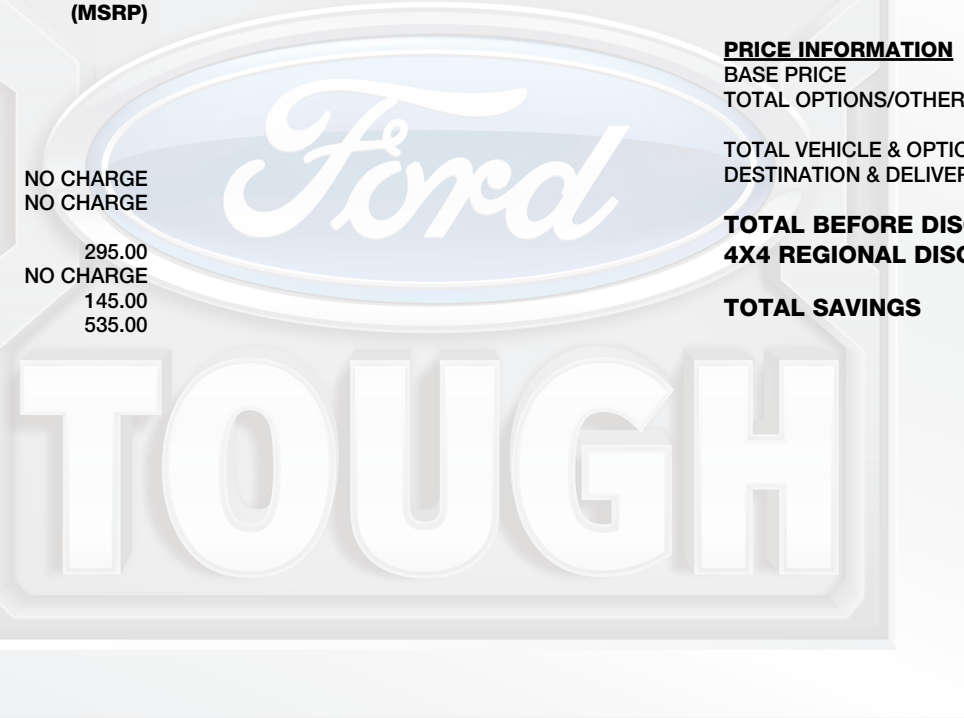 (MSRP)
NO CHARGE
NO CHARGE
295.00
NO CHARGE
145.00
535.00
PRICE INFORMATION
BASE PRICE
TOTAL OPTIONS/OTHER
TOTAL VEHICLE & OPTIO
DESTINATION & DELIVER
TOTAL BEFORE DISC
4X4 REGIONAL DISC
TOTAL SAVINGS
Ford
TOUGH